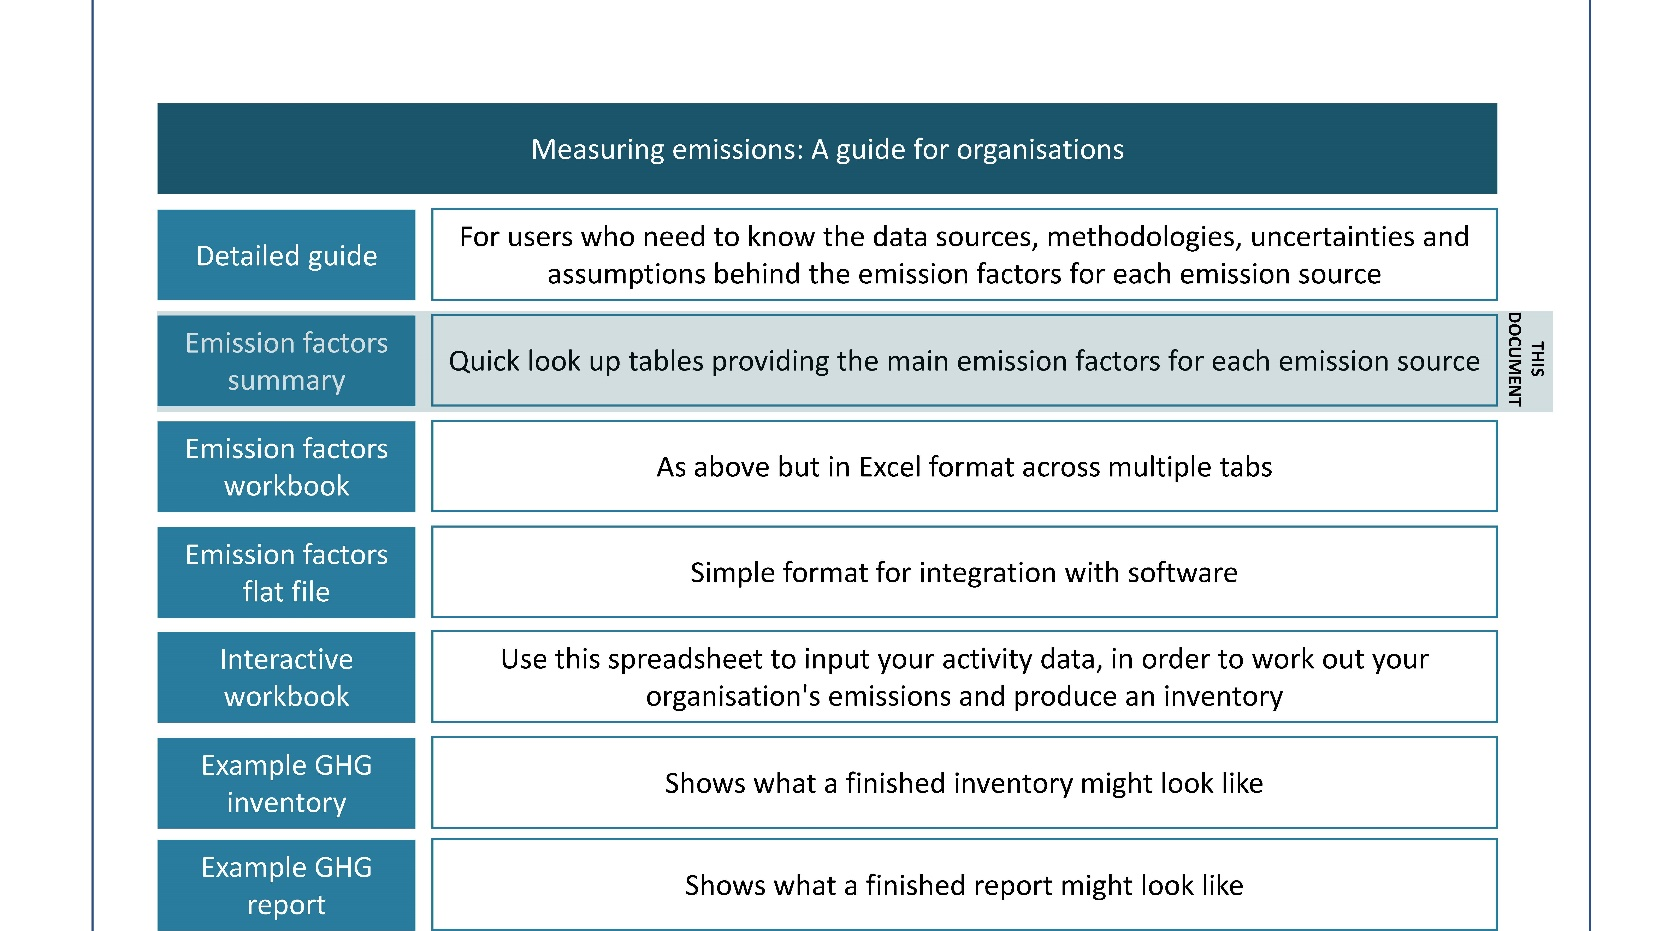 Measuring emissions: A guide for organisations
Detailed guide
For users who need to know the data sources, methodologies, uncertainties and
assumptions behind the emission factors for each emission source
Emission factors
summary
Quick look up tables providing the main emission factors for each emission source
THIS
DOCUMENT
Emission factors
workbook
As above but in Excel format across multiple tabs
Emission factors
flat file
Simple format for integration with software
Interactive
workbook
Use this spreadsheet to input your activity data, in order to work out your
organisation's emissions and produce an inventory
Example GHG
inventory
Shows what a finished inventory might look like
Example GHG
report
Shows what a finished report might look like